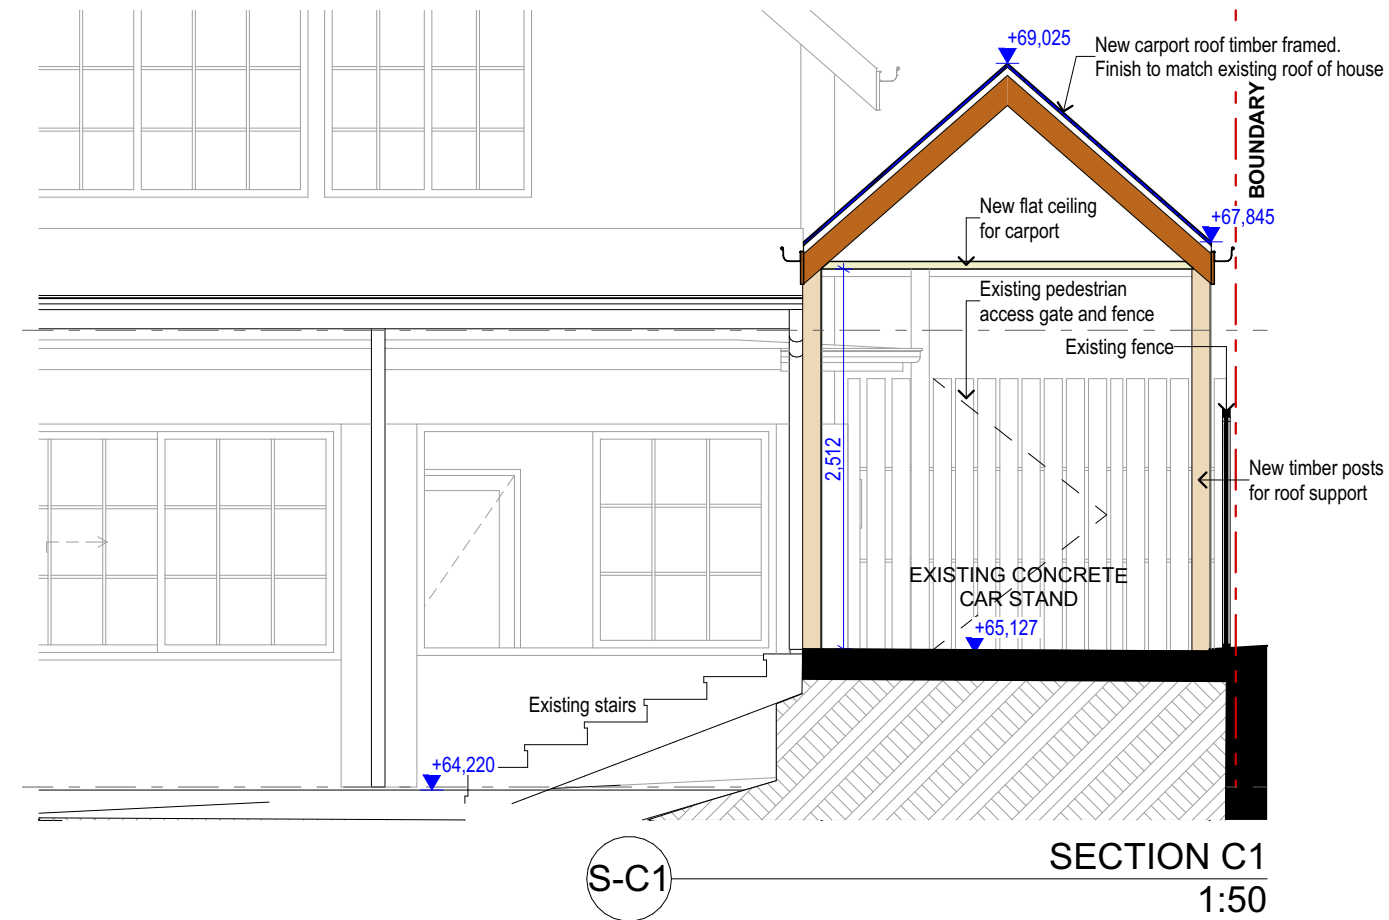 +69,025
New carport roof timber framed.
Finish to match existing roof of house
BOUNDARY
+67,845
New flat ceiling
for carport
Existing pedestrian
access gate and fence
Existing fence
2,512
New timber posts
for roof support
EXISTING CONCRETE
CAR STAND
+65,127
Existing stairs
+64,220
S-C1
SECTION C1
1:50